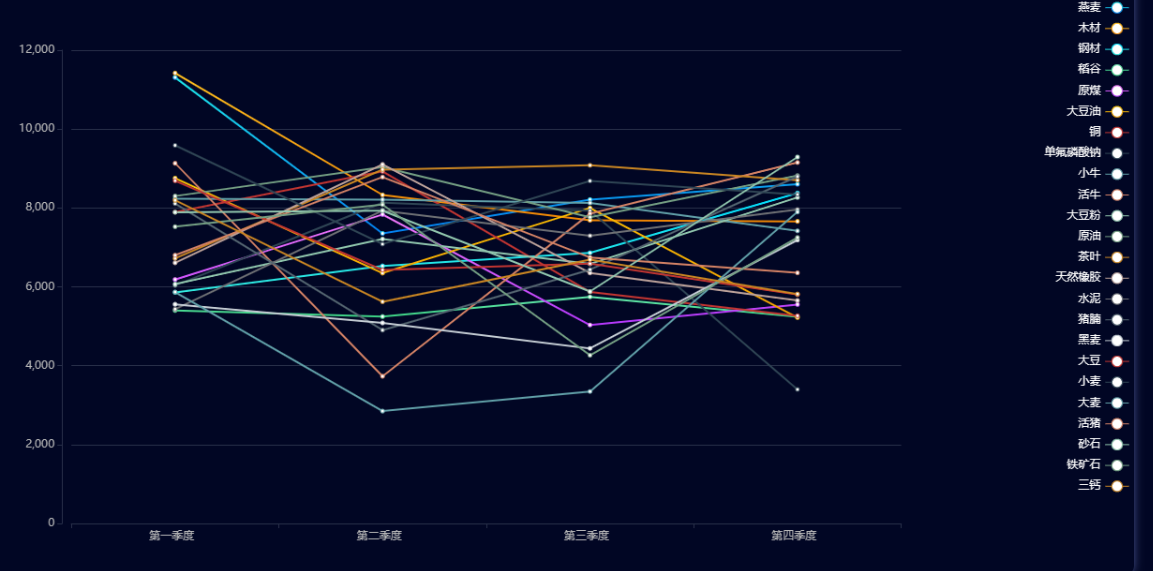 12,000
10,000
8,000
6,000
4,000
2,000
0
第一季度
第二季度
第三季度
第四季度
燕麦
木材
钢材
稻谷
原煤
大豆油
铜
单氟磷酸钠
小牛
活牛
大豆粉
原油
茶叶
天然橡胶
水泥
猪腩
黑麦
大豆
小麦
大麦
活猪
砂石
铁矿石
三钙